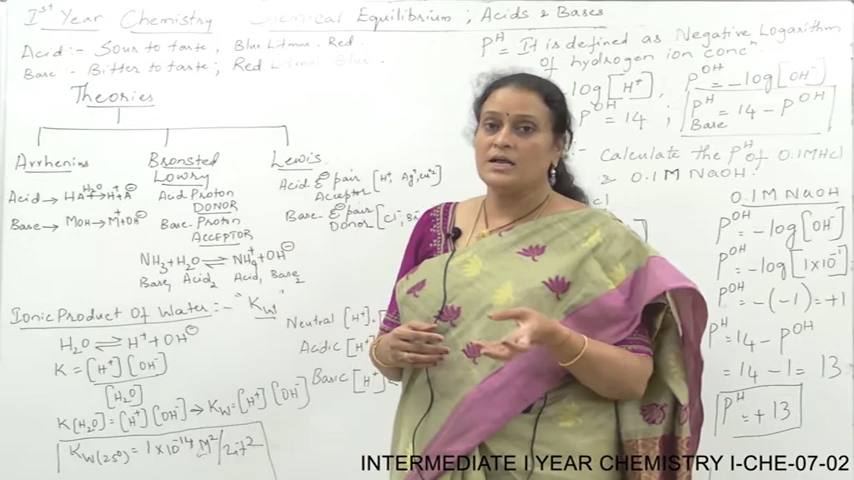 Ist Year Chemistry Chemical Equilibrium ; Acids & Bases
Acid :- Sour to taste, Blue Litmus - Red.
Base :- Bitter to taste; Red Litmus Blue.
Theories
Arrhenius
Acid → HA H2O→ H+ + A⊖
Base → MOH → M+ + OH⊖
Bronsted
Lowry
Acid - Proton
DONOR
Base - Proton
ACCEPTOR
NH3 + H2O ⇌ NH4+ + OH⊖
Base1 Acid2 Acid1 Base2
Lewis
Acid e⊖ pair [H+, Ag+, Cu+2]
Acceptor
Base - e⊖ pair [Cl-,
Donor
Ionic Product Of Water :- "Kw"
H2O ⇌ H+ + OH⊖
K = [H+] [OH-]
[H2O]
K[H2O] = [H+] [OH-] → Kw = [H+] [OH-]
Kw(25°) = 1 × 10-14 M2/lit2
Neutral [H+]
Acidic [H+]
Basic [H+]
PH = It is defined as Negative Logarithm
of hydrogen ion concn
-log [H+], POH = -log [OH-]
POH = 14 ; PH = 14 - POH
Base
:- Calculate the PH of 0.1M HCl
& 0.1 M NaOH.
0.1M NaOH
POH = -log [OH-]
POH = -log [1×10-1]
POH = -(-1) = +1
PH = 14 - POH
= 14 - 1 = 13
PH = +13
INTERMEDIATE I YEAR CHEMISTRY I-CHE-07-02